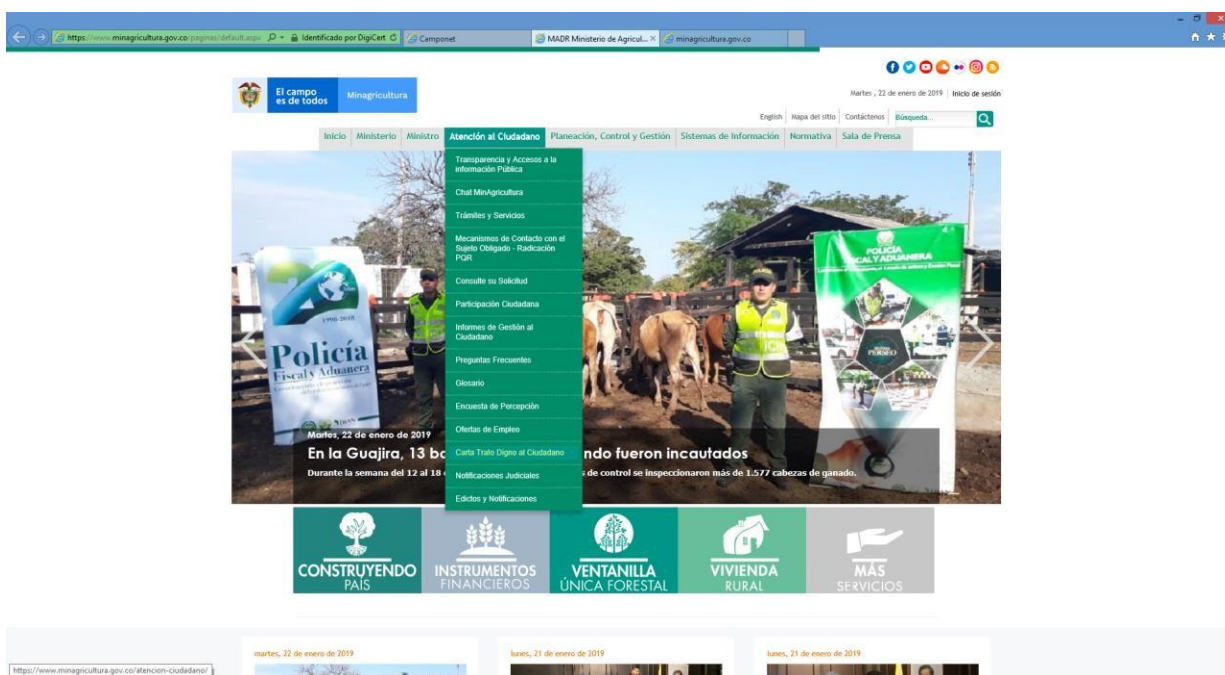 https://www.minagricultura.gov.co/paginas/default.aspx
Identificado por DigiCert
Camponet
MADR Ministerio de Agricul...
minagricultura.gov.co
El campo
es de todos
Minagricultura
Martes , 22 de enero de 2019
Inicio de sesión
English
Mapa del sitio
Contáctenos
Búsqueda...
Inicio
Ministerio
Ministro
Atención al Ciudadano
Planeación, Control y Gestión
Sistemas de Información
Normativa
Sala de Prensa
Transparencia y Accesos a la
información Pública
Chat MinAgricultura
Trámites y Servicios
Mecanismos de Contacto con el
Sujeto Obligado - Radicación
PQR
Consulte su Solicitud
Participación Ciudadana
Informes de Gestión al
Ciudadano
Preguntas Frecuentes
Glosario
Encuesta de Percepción
Ofertas de Empleo
Carta Trato Digno al Ciudadano
Notificaciones Judiciales
Edictos y Notificaciones
1998-2018
Policía
Fiscal y Aduanera
DIAN
POLICÍA
FISCAL Y ADUANERA
PERSEO
Martes, 22 de enero de 2019
En la Guajira, 13 bo
ndo fueron incautados
Durante la semana del 12 al 18
de control se inspeccionaron más de 1.577 cabezas de ganado.
CONSTRUYENDO
PAÍS
INSTRUMENTOS
FINANCIEROS
VENTANILLA
ÚNICA FORESTAL
VIVIENDA
RURAL
MÁS
SERVICIOS
martes, 22 de enero de 2019
lunes, 21 de enero de 2019
lunes, 21 de enero de 2019
https://www.minagricultura.gov.co/atencion-ciudadano/